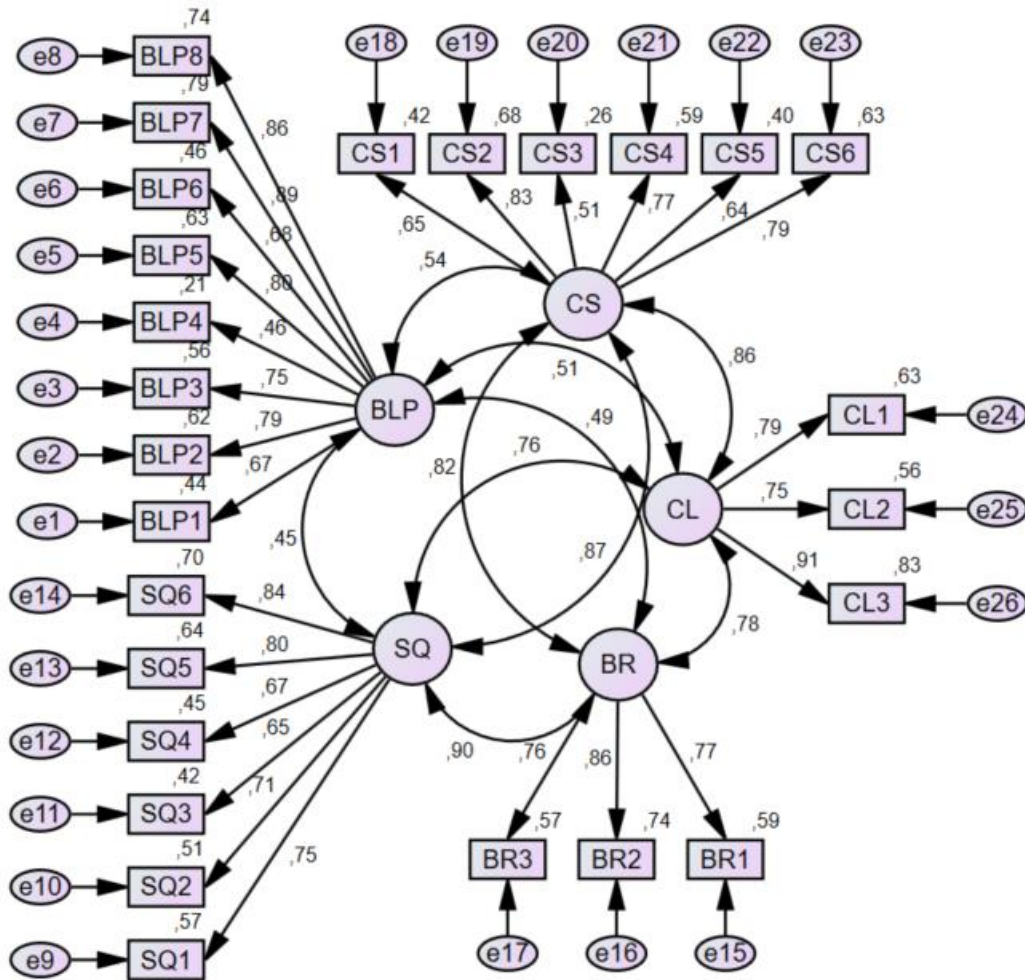 ,74
e8 BLP8
,79
e7 BLP7
,86
,46
e6 BLP6
,89
,63
,68
e5 BLP5
,80
,21
e4 BLP4
,46
,56
e3 BLP3
,75
,62
e2 BLP2
,79
,44
,67
e1 BLP1
BLP
,70
e14 SQ6
,84
,64
e13 SQ5
,80
,45
e12 SQ4
,67
,65
,42
e11 SQ3
,71
,51
e10 SQ2
,75
,57
e9 SQ1
SQ
e18 e19 e20 e21 e22 e23
,42 ,68 ,26 ,59 ,40 ,63
CS1 CS2 CS3 CS4 CS5 CS6
,65 ,83 ,51 ,77 ,64 ,79
CS
,54
,51
,86
,49
,76
,82
,87
,45
,78
,90
CL
,63
,79 CL1 e24
,56
,75 CL2 e25
,83
,91 CL3 e26
BR
,76 ,86 ,77
,57 ,74 ,59
BR3 BR2 BR1
e17 e16 e15